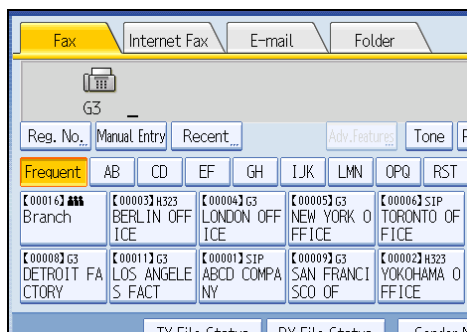 Fax Internet Fax E-mail Folder
G3 _
Reg. No. Manual Entry Recent Adv.Features Tone
Frequent AB CD EF GH IJK LMN OPQ RST
【00016】 【00003】H323 【00004】G3 【00005】G3 【00006】SIP
Branch BERLIN OFF LONDON OFF NEW YORK O TORONTO OF
ICE ICE FFICE FICE
【00008】G3 【00011】G3 【00001】SIP 【00009】G3 【00002】H323
DETROIT FA LOS ANGELE ABCD COMPA SAN FRANCI YOKOHAMA O
CTORY S FACT NY SCO OF FFICE
TX File Status RX File Status